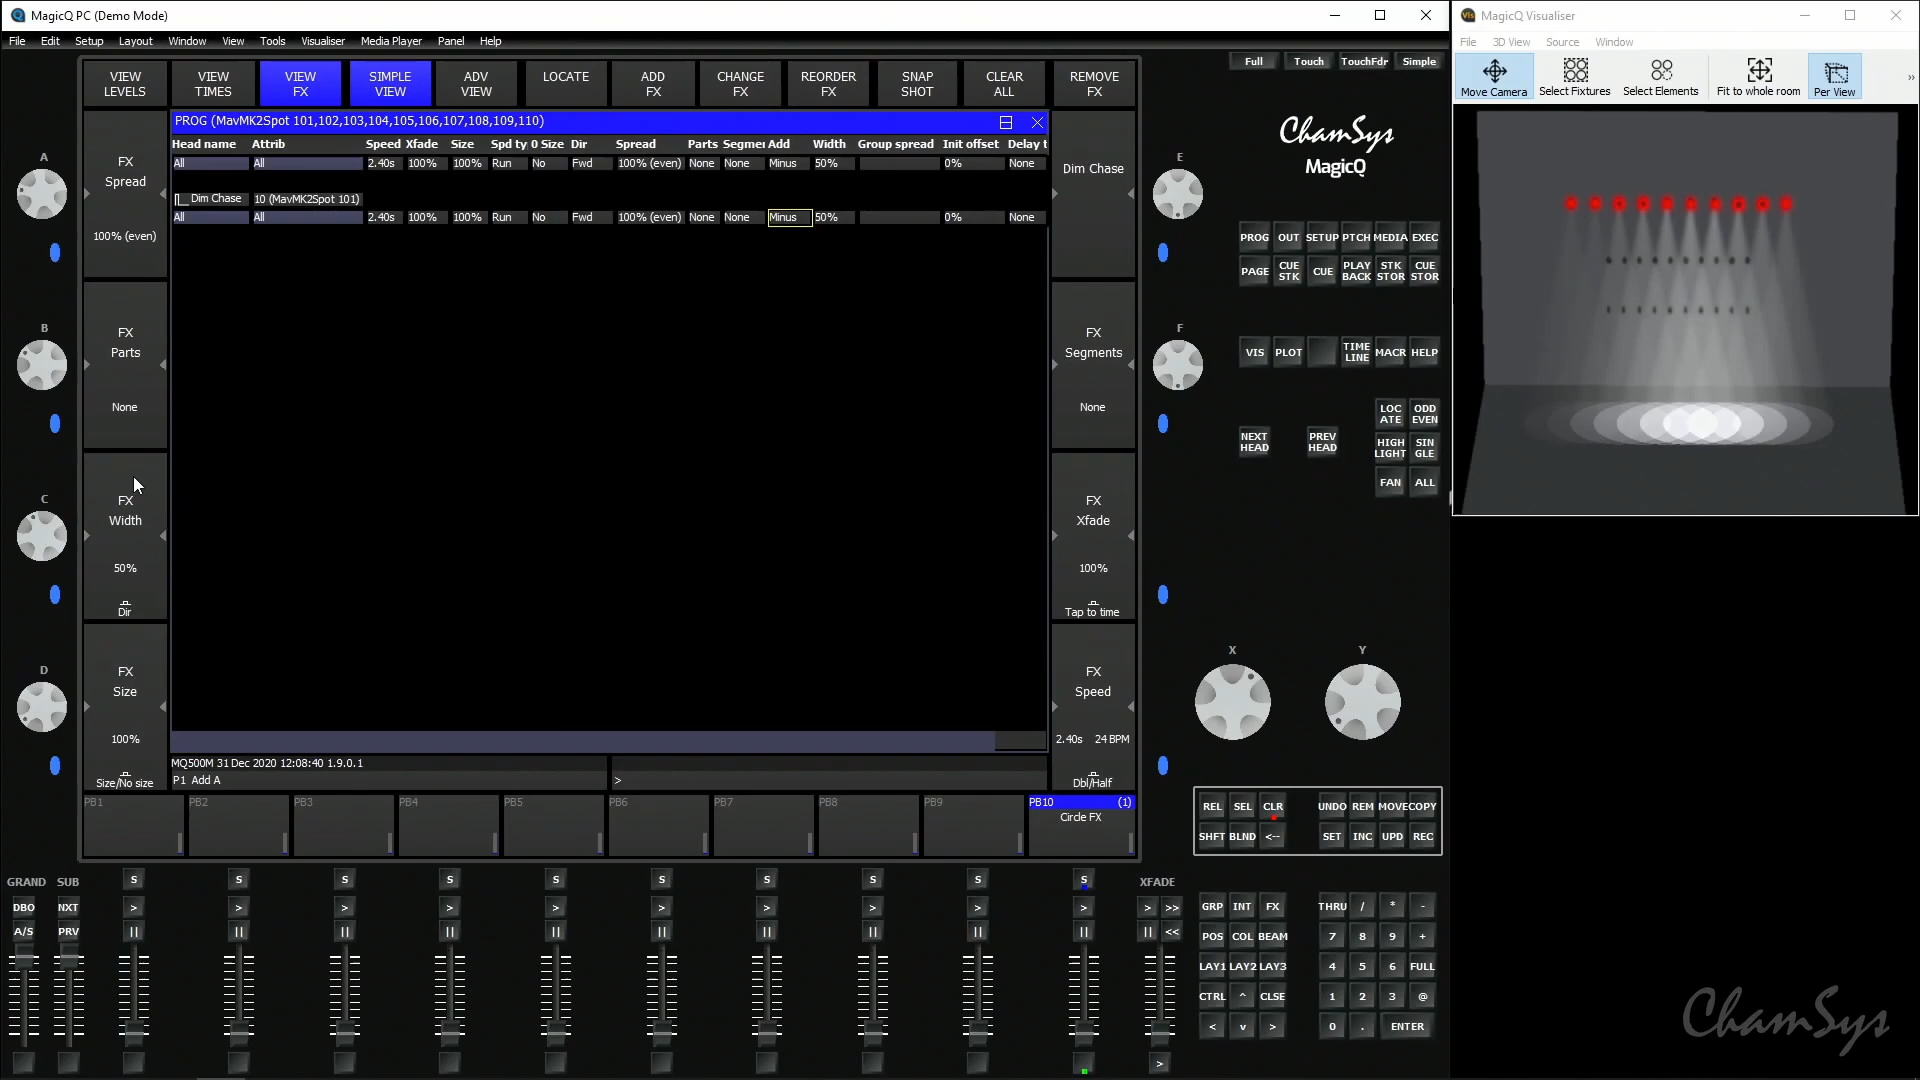 MagicQ PC (Demo Mode)
File Edit Setup Layout Window View Tools Visualiser Media Player Panel Help
VIEW LEVELS
VIEW TIMES
VIEW FX
SIMPLE VIEW
ADV VIEW
LOCATE
ADD FX
CHANGE FX
REORDER FX
SNAP SHOT
CLEAR ALL
REMOVE FX
Full Touch TouchFdr Simple
PROG (MavMK2Spot 101,102,103,104,105,106,107,108,109,110)
Head name Attrib Speed Xfade Size Spd ty 0 Size Dir Spread Parts Segme Add Width Group spread Init offset Delay t
All All 2.40s 100% 100% Run No Fwd 100% (even) None None Minus 50% 0% None
Dim Chase 10 (MavMK2Spot 101)
All All 2.40s 100% 100% Run No Fwd 100% (even) None None Minus 50% 0% None
A
FX Spread
100% (even)
B
FX Parts
None
C
FX Width
50%
Dir
D
FX Size
100%
Size/No size
Dim Chase
E
FX Segments
None
F
FX Xfade
100%
Tap to time
FX Speed
2.40s 24 BPM
Dbl/Half
MQ500M 31 Dec 2020 12:08:40 1.9.0.1
P1 Add A
>
PB1 PB2 PB3 PB4 PB5 PB6 PB7 PB8 PB9 PB10 (1)
Circle FX
ChamSys
MagicQ
PROG OUT SETUP PTCH MEDIA EXEC
PAGE CUE STK CUE PLAY BACK STK STOR CUE STOR
VIS PLOT TIME LINE MACR HELP
NEXT HEAD PREV HEAD
LOC ATE ODD EVEN
HIGH LIGHT SIN GLE
FAN ALL
X Y
REL SEL CLR UNDO REM MOVE COPY
SHFT BLND <-- SET INC UPD REC
GRAND SUB
DBO NXT
A/S PRV
S S S S S S S S S S
> > > > > > > > > >
|| || || || || || || || || ||
XFADE
> >>
|| <<
>
GRP INT FX THRU / * -
POS COL BEAM 7 8 9 +
LAY1 LAY2 LAY3 4 5 6 FULL
CTRL ^ CLSE 1 2 3 @
< v > 0 . ENTER
MagicQ Visualiser
File 3D View Source Window
Move Camera Select Fixtures Select Elements Fit to whole room Per View »
ChamSys